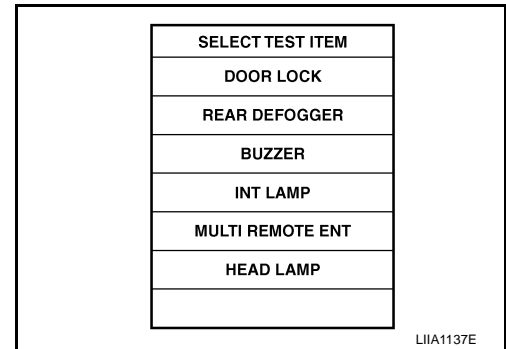 SELECT TEST ITEM
DOOR LOCK
REAR DEFOGGER
BUZZER
INT LAMP
MULTI REMOTE ENT
HEAD LAMP
LIIA1137E